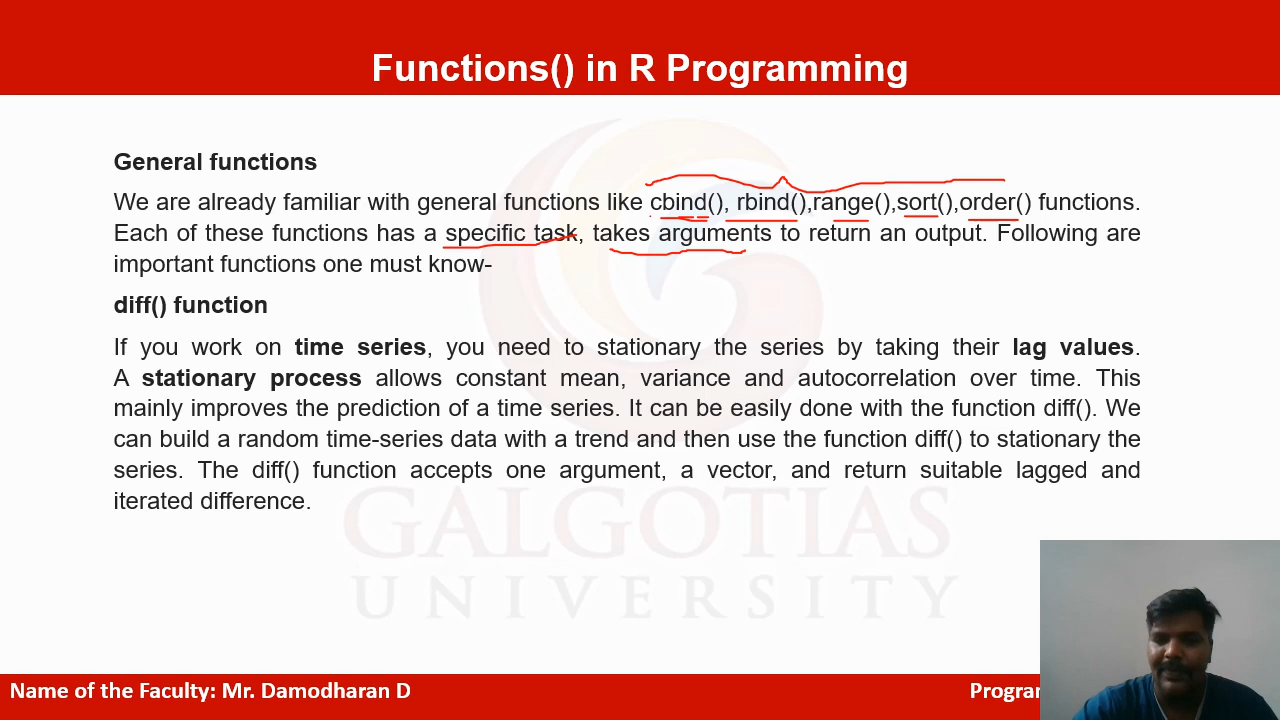 Functions() in R Programming
General functions
We are already familiar with general functions like cbind(), rbind(),range(),sort(),order() functions.
Each of these functions has a specific task, takes arguments to return an output. Following are
important functions one must know-
diff() function
If you work on time series, you need to stationary the series by taking their lag values.
A stationary process allows constant mean, variance and autocorrelation over time. This
mainly improves the prediction of a time series. It can be easily done with the function diff(). We
can build a random time-series data with a trend and then use the function diff() to stationary the
series. The diff() function accepts one argument, a vector, and return suitable lagged and
iterated difference.
GALGOTIAS
UNIVERSITY
Name of the Faculty: Mr. Damodharan D